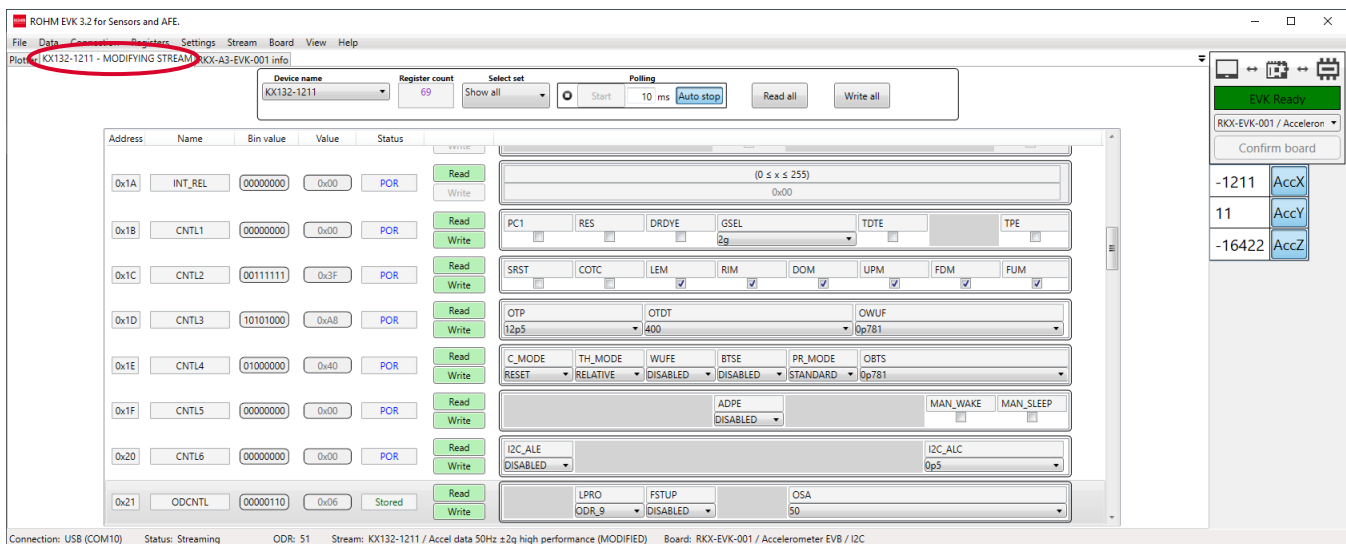 ROHM EVK 3.2 for Sensors and AFE.
File Data Connection Registers Settings Stream Board View Help
Plotter KX132-1211 - MODIFYING STREAM RKX-A3-EVK-001 info
Device name Register count Select set Polling
KX132-1211 69 Show all Start 10 ms Auto stop Read all Write all
EVK Ready
RKX-EVK-001 / Acceleron
Confirm board
-1211 AccX
11 AccY
-16422 AccZ
Address Name Bin value Value Status
Write
0x1A INT_REL 00000000 0x00 POR Read (0 ≤ x ≤ 255)
Write 0x00
0x1B CNTL1 00000000 0x00 POR Read PC1 RES DRDYE GSEL TDTE TPE
Write 2g
0x1C CNTL2 00111111 0x3F POR Read SRST COTC LEM RIM DOM UPM FDM FUM
Write
0x1D CNTL3 10101000 0xA8 POR Read OTP OTDT OWUF
Write 12p5 400 0p781
0x1E CNTL4 01000000 0x40 POR Read C_MODE TH_MODE WUFE BTSE PR_MODE OBTS
Write RESET RELATIVE DISABLED DISABLED STANDARD 0p781
0x1F CNTL5 00000000 0x00 POR Read ADPE MAN_WAKE MAN_SLEEP
Write DISABLED
0x20 CNTL6 00000000 0x00 POR Read I2C_ALE I2C_ALC
Write DISABLED 0p5
0x21 ODCNTL 00000110 0x06 Stored Read LPRO FSTUP OSA
Write ODR_9 DISABLED 50
Connection: USB (COM10) Status: Streaming ODR: 51 Stream: KX132-1211 / Accel data 50Hz ±2g high performance (MODIFIED) Board: RKX-EVK-001 / Accelerometer EVB / I2C